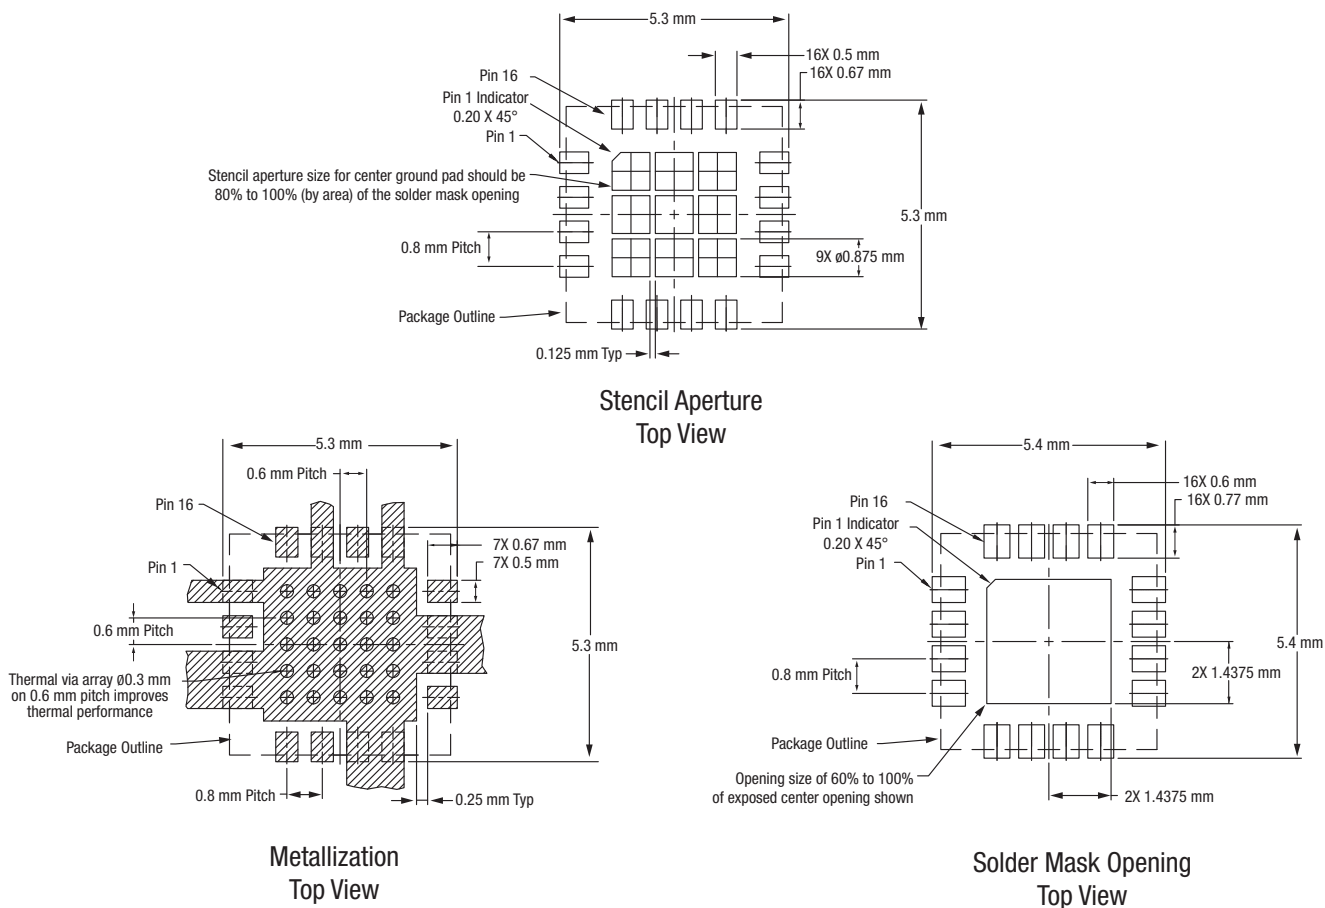 5.3 mm
16X 0.5 mm
16X 0.67 mm
Pin 16
Pin 1 Indicator
0.20 X 45°
Pin 1
Stencil aperture size for center ground pad should be
80% to 100% (by area) of the solder mask opening
5.3 mm
0.8 mm Pitch
9X ø0.875 mm
Package Outline
0.125 mm Typ
Stencil Aperture
Top View
5.3 mm
0.6 mm Pitch
Pin 16
7X 0.67 mm
7X 0.5 mm
Pin 1
0.6 mm Pitch
5.3 mm
Thermal via array ø0.3 mm
on 0.6 mm pitch improves
thermal performance
Package Outline
0.8 mm Pitch
0.25 mm Typ
Metallization
Top View
5.4 mm
16X 0.6 mm
16X 0.77 mm
Pin 16
Pin 1 Indicator
0.20 X 45°
Pin 1
5.4 mm
0.8 mm Pitch
2X 1.4375 mm
Package Outline
Opening size of 60% to 100%
of exposed center opening shown
2X 1.4375 mm
Solder Mask Opening
Top View